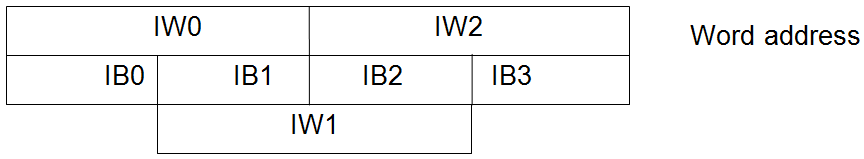 IW0 IW2
Word address
IB0 IB1 IB2 IB3
IW1